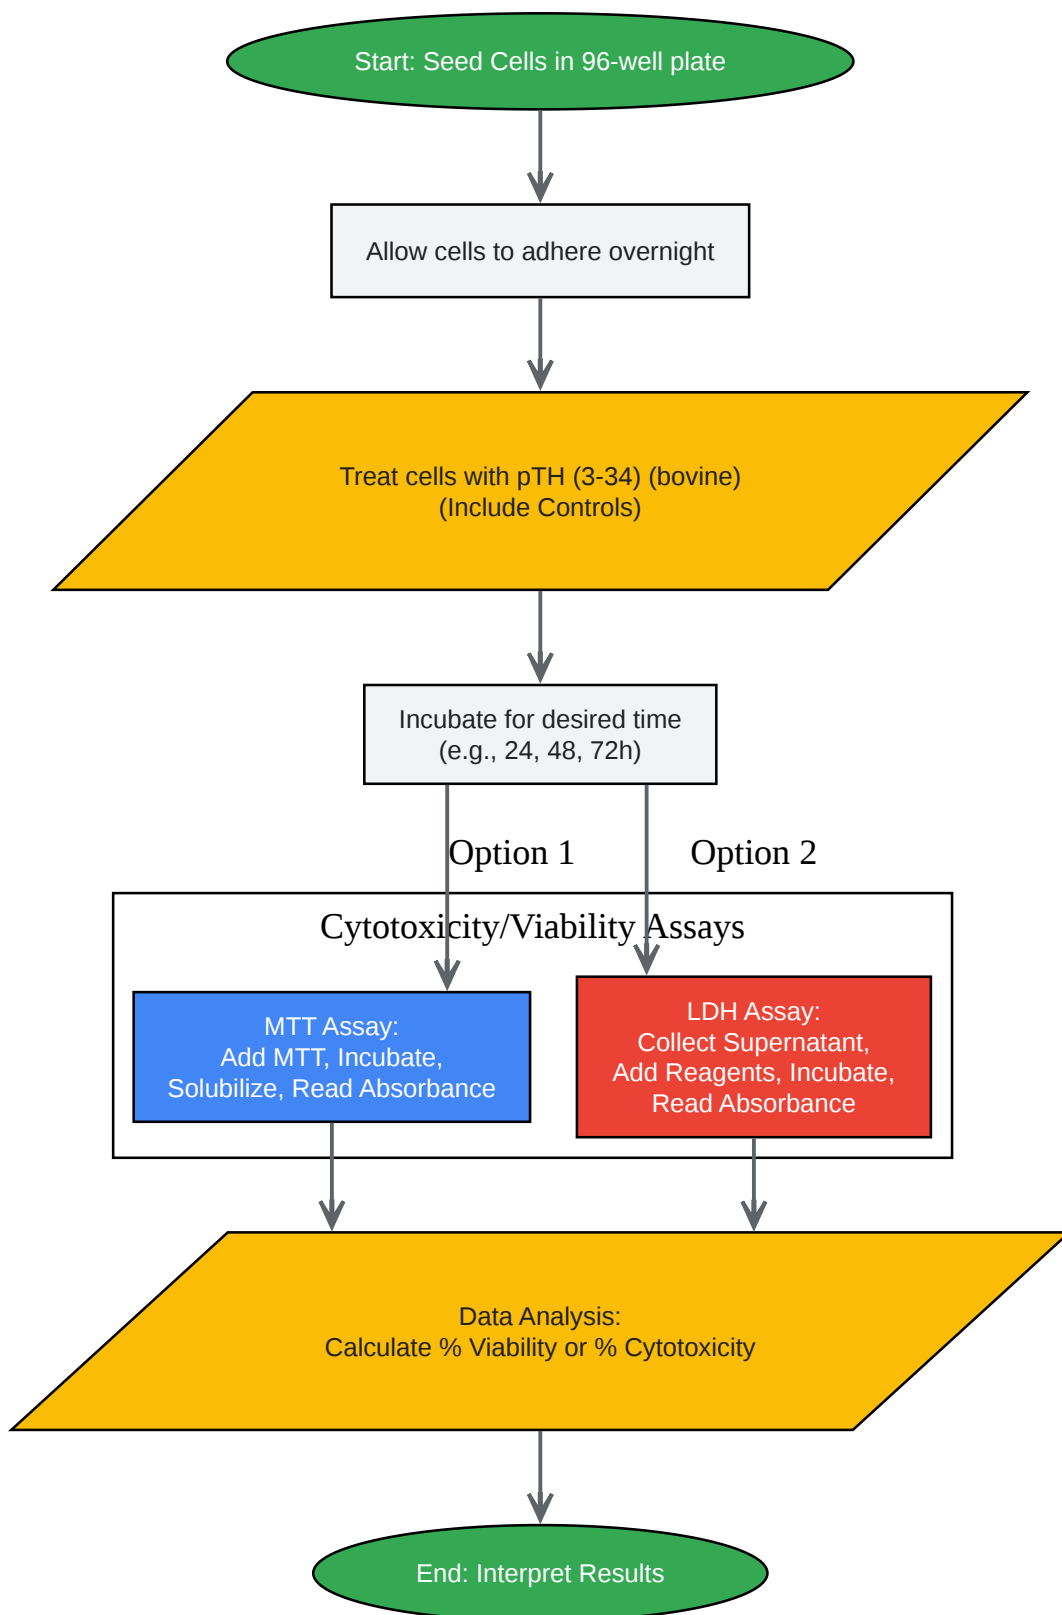 Start: Seed Cells in 96-well plate
Allow cells to adhere overnight
Treat cells with pTH (3-34) (bovine)
(Include Controls)
Incubate for desired time
(e.g., 24, 48, 72h)
Option 1
Option 2
Cytotoxicity/Viability Assays
MTT Assay:
Add MTT, Incubate,
Solubilize, Read Absorbance
LDH Assay:
Collect Supernatant,
Add Reagents, Incubate,
Read Absorbance
Data Analysis:
Calculate % Viability or % Cytotoxicity
End: Interpret Results